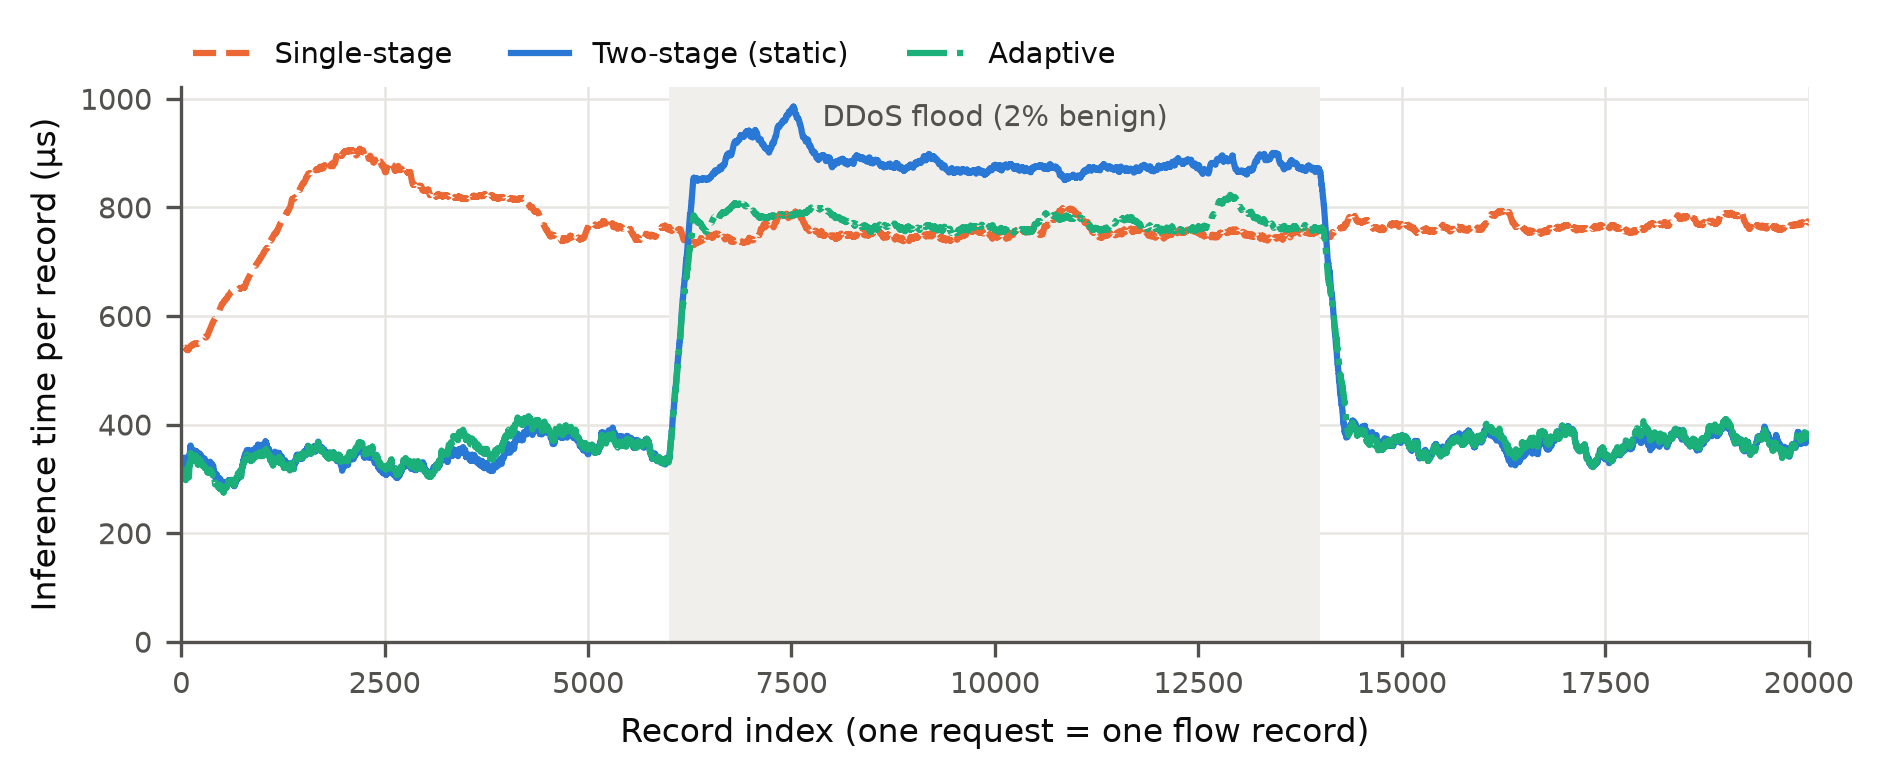 Single-stage Two-stage (static) Adaptive
DDoS flood (2% benign)
Inference time per record (µs)
1000
800
600
400
200
0
0 2500 5000 7500 10000 12500 15000 17500 20000
Record index (one request = one flow record)